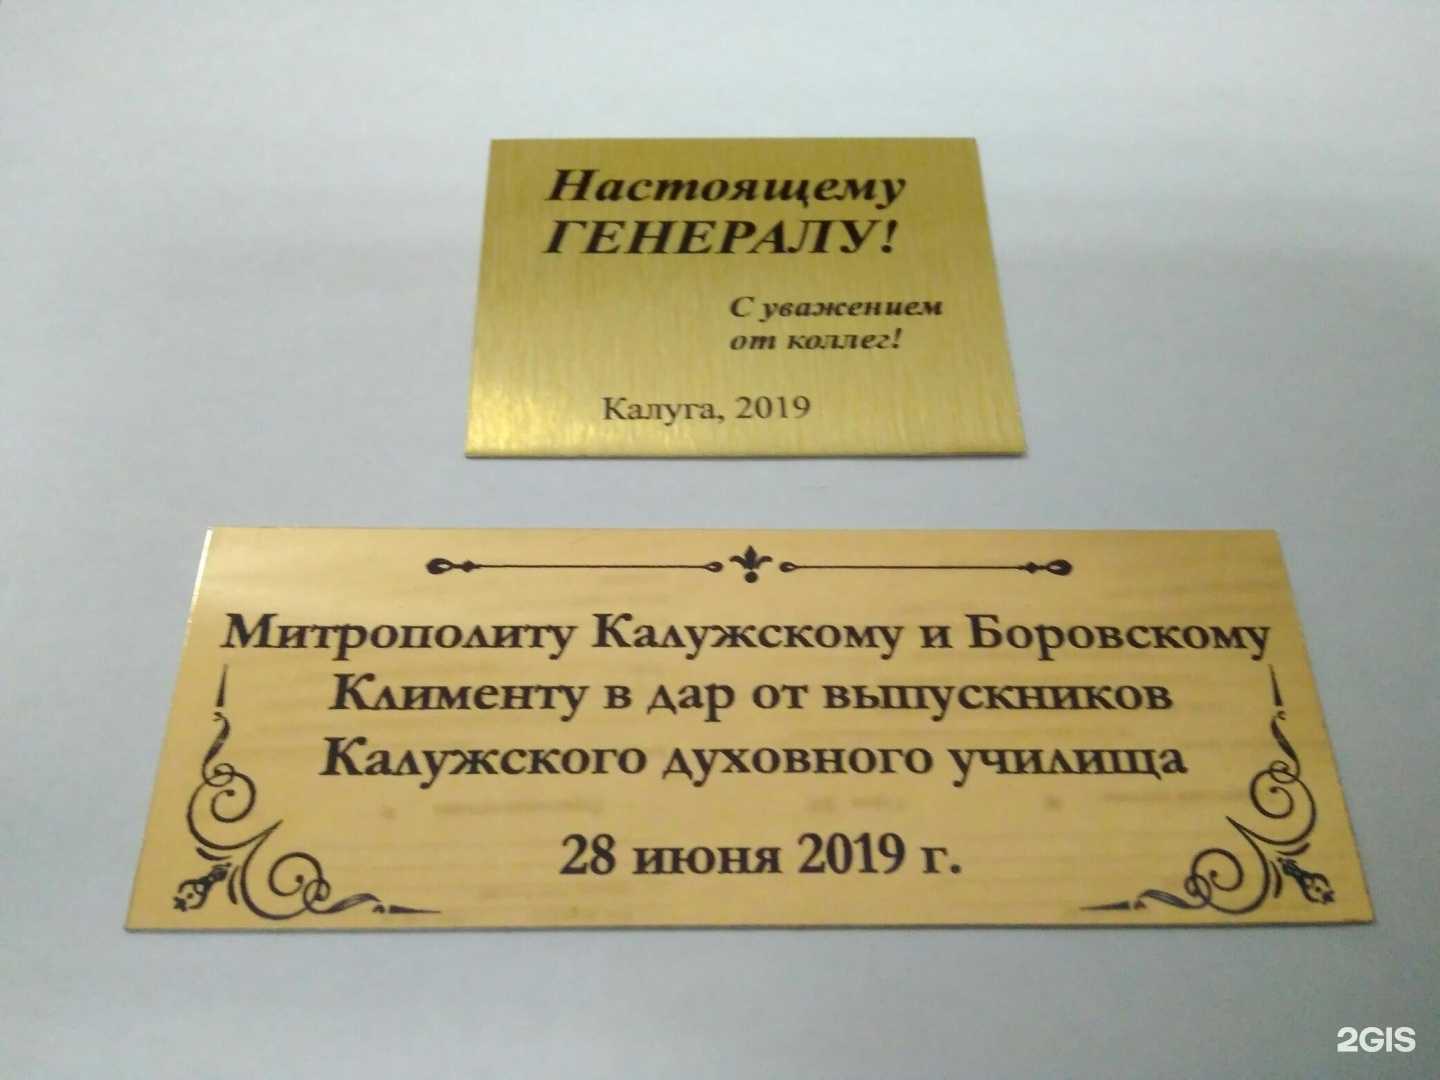 Настоящему
ГЕНЕРАЛУ!
С уважением
от коллег!
Калуга, 2019
Митрополиту Калужскому и Боровскому
Клименту в дар от выпускников
Калужского духовного училища
28 июня 2019 г.
2GIS